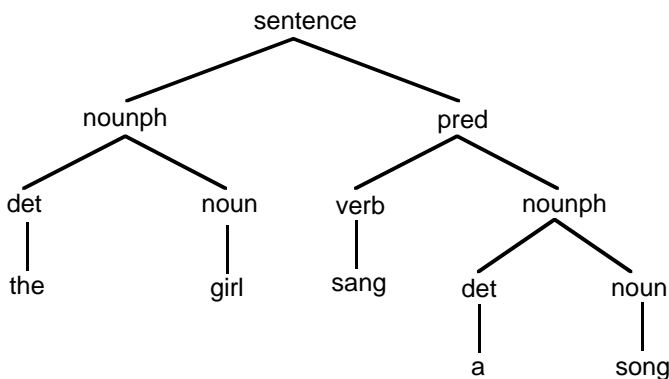 sentence
nounph pred
det noun verb nounph
the girl sang det noun
a song